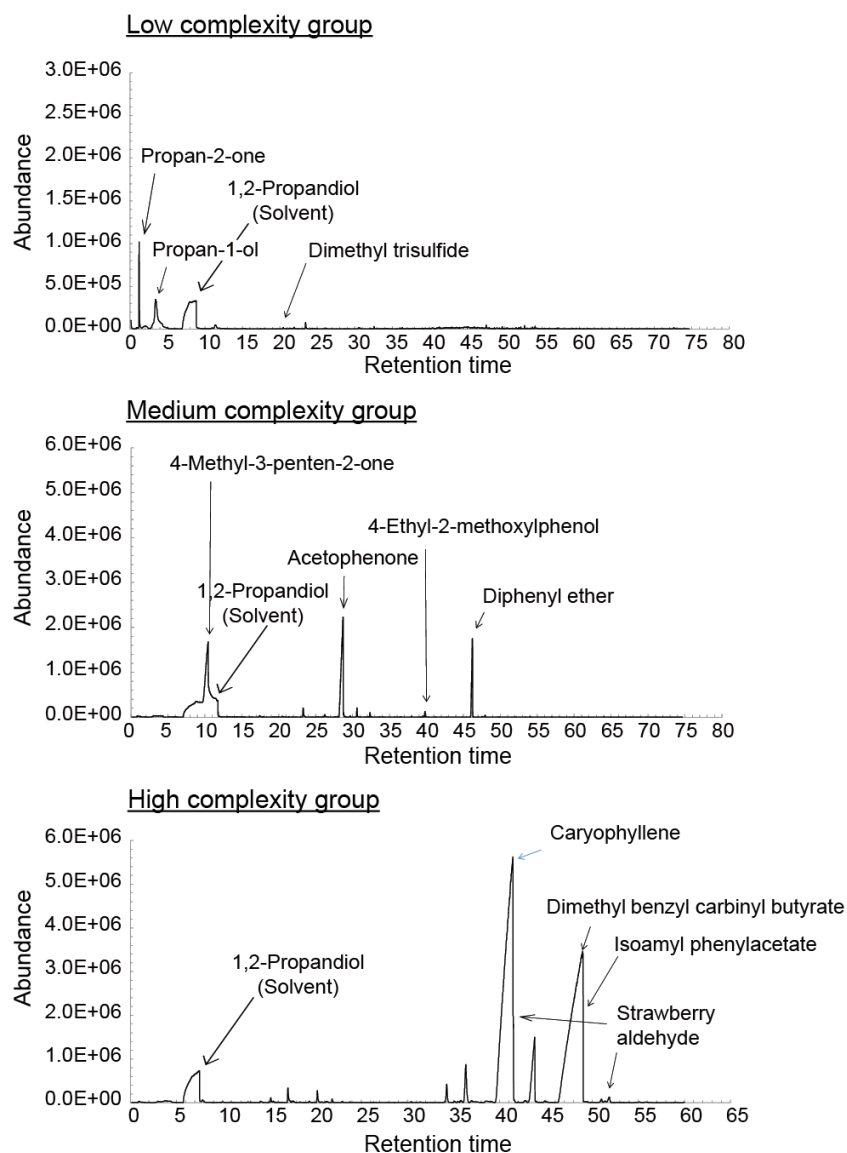 Low complexity group
3.0E+06
2.5E+06
2.0E+06
1.5E+06
1.0E+06
5.0E+05
0.0E+00
Abundance
Propan-2-one
1,2-Propandiol
(Solvent)
Propan-1-ol
Dimethyl trisulfide
0 5 10 15 20 25 30 35 40 45 50 55 60 65 70 75 80
Retention time
Medium complexity group
6.0E+06
5.0E+06
4.0E+06
3.0E+06
2.0E+06
1.0E+06
0.0E+00
Abundance
4-Methyl-3-penten-2-one
4-Ethyl-2-methoxylphenol
Acetophenone
1,2-Propandiol
(Solvent)
Diphenyl ether
0 5 10 15 20 25 30 35 40 45 50 55 60 65 70 75 80
Retention time
High complexity group
6.0E+06
5.0E+06
4.0E+06
3.0E+06
2.0E+06
1.0E+06
0.0E+00
Abundance
Caryophyllene
Dimethyl benzyl carbinyl butyrate
Isoamyl phenylacetate
1,2-Propandiol
(Solvent)
Strawberry
aldehyde
0 5 10 15 20 25 30 35 40 45 50 55 60 65
Retention time